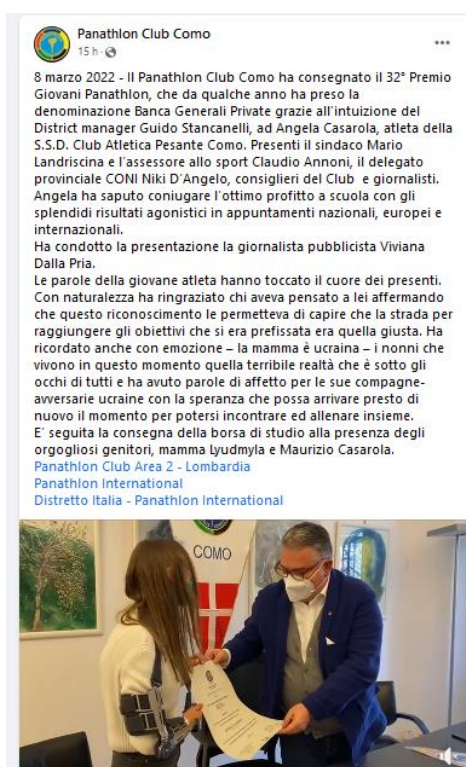 Panathlon Club Como
15 h ·
8 marzo 2022 - Il Panathlon Club Como ha consegnato il 32° Premio
Giovani Panathlon, che da qualche anno ha preso la
denominazione Banca Generali Private grazie all'intuizione del
District manager Guido Stancanelli, ad Angela Casarola, atleta della
S.S.D. Club Atletica Pesante Como. Presenti il sindaco Mario
Landriscina e l'assessore allo sport Claudio Annoni, il delegato
provinciale CONI Niki D'Angelo, consiglieri del Club e giornalisti.
Angela ha saputo coniugare l'ottimo profitto a scuola con gli
splendidi risultati agonistici in appuntamenti nazionali, europei e
internazionali.
Ha condotto la presentazione la giornalista pubblicista Viviana
Dalla Pria.
Le parole della giovane atleta hanno toccato il cuore dei presenti.
Con naturalezza ha ringraziato chi aveva pensato a lei affermando
che questo riconoscimento le permetteva di capire che la strada per
raggiungere gli obiettivi che si era prefissata era quella giusta. Ha
ricordato anche con emozione – la mamma è ucraina – i nonni che
vivono in questo momento quella terribile realtà che è sotto gli
occhi di tutti e ha avuto parole di affetto per le sue compagne-
avversarie ucraine con la speranza che possa arrivare presto di
nuovo il momento per potersi incontrare ed allenare insieme.
E' seguita la consegna della borsa di studio alla presenza degli
orgogliosi genitori, mamma Lyudmyla e Maurizio Casarola.
Panathlon Club Area 2 - Lombardia
Panathlon International
Distretto Italia - Panathlon International
COMO